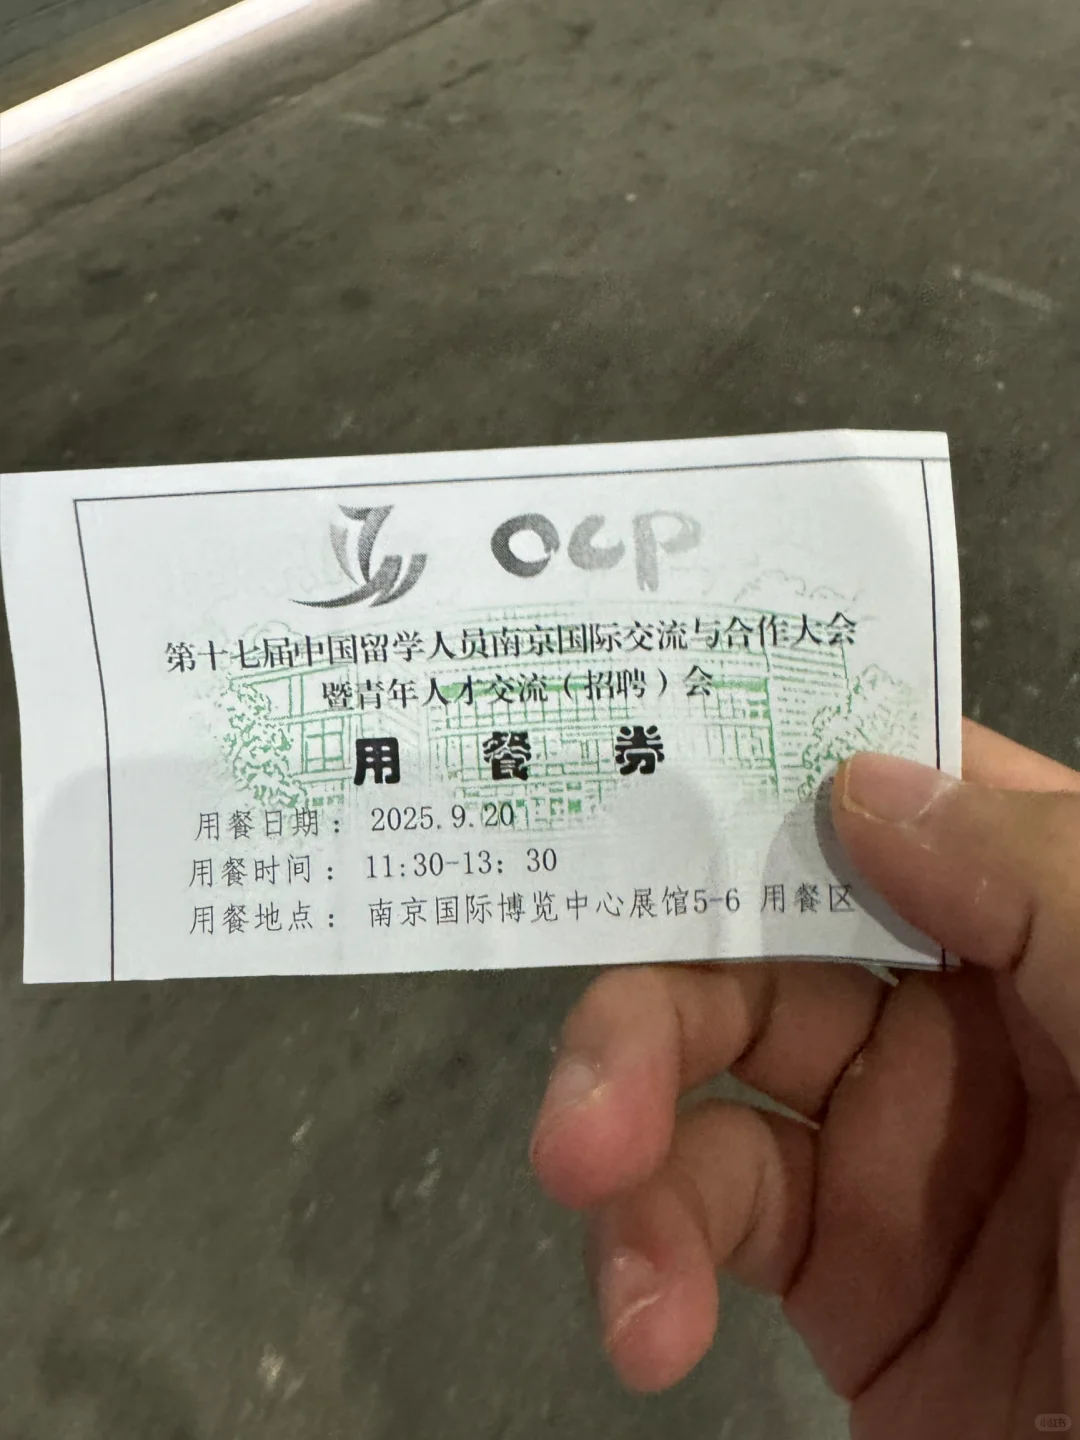 OCP
第十七届中国留学人员南京国际交流与合作大会
暨青年人才交流（招聘）会
用 餐 券
用餐日期： 2025.9.20
用餐时间： 11:30-13：30
用餐地点： 南京国际博览中心展馆5-6 用餐区
小红书